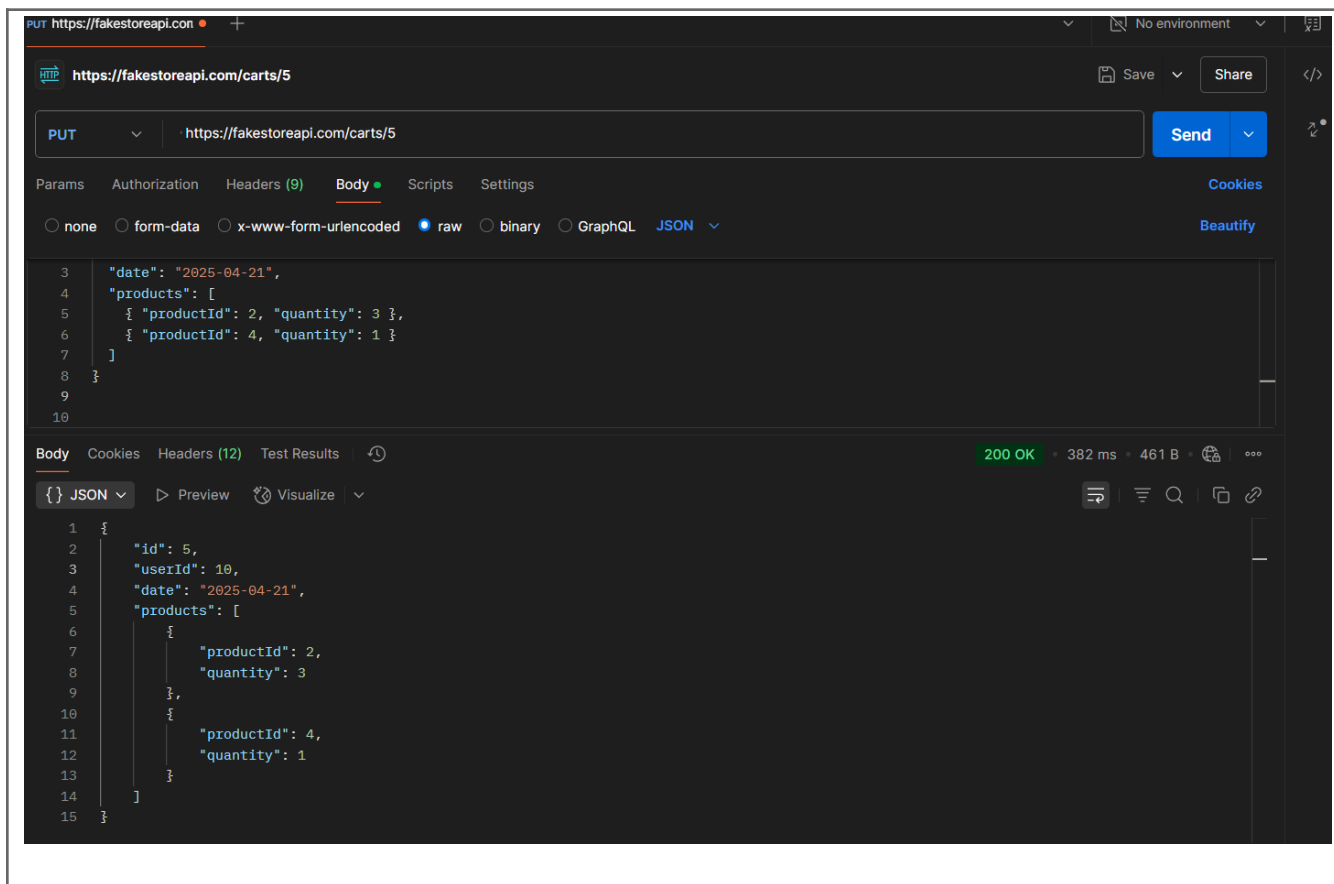 PUT https://fakestoreapi.con
No environment
HTTP https://fakestoreapi.com/carts/5 Save Share
PUT https://fakestoreapi.com/carts/5 Send
Params Authorization Headers (9) Body Scripts Settings Cookies
none form-data x-www-form-urlencoded raw binary GraphQL JSON Beautify
3 "date": "2025-04-21",
4 "products": [
5 { "productId": 2, "quantity": 3 },
6 { "productId": 4, "quantity": 1 }
7 ]
8 }
9
10
Body Cookies Headers (12) Test Results 200 OK 382 ms 461 B
{} JSON Preview Visualize
1 {
2 "id": 5,
3 "userId": 10,
4 "date": "2025-04-21",
5 "products": [
6 {
7 "productId": 2,
8 "quantity": 3
9 },
10 {
11 "productId": 4,
12 "quantity": 1
13 }
14 ]
15 }